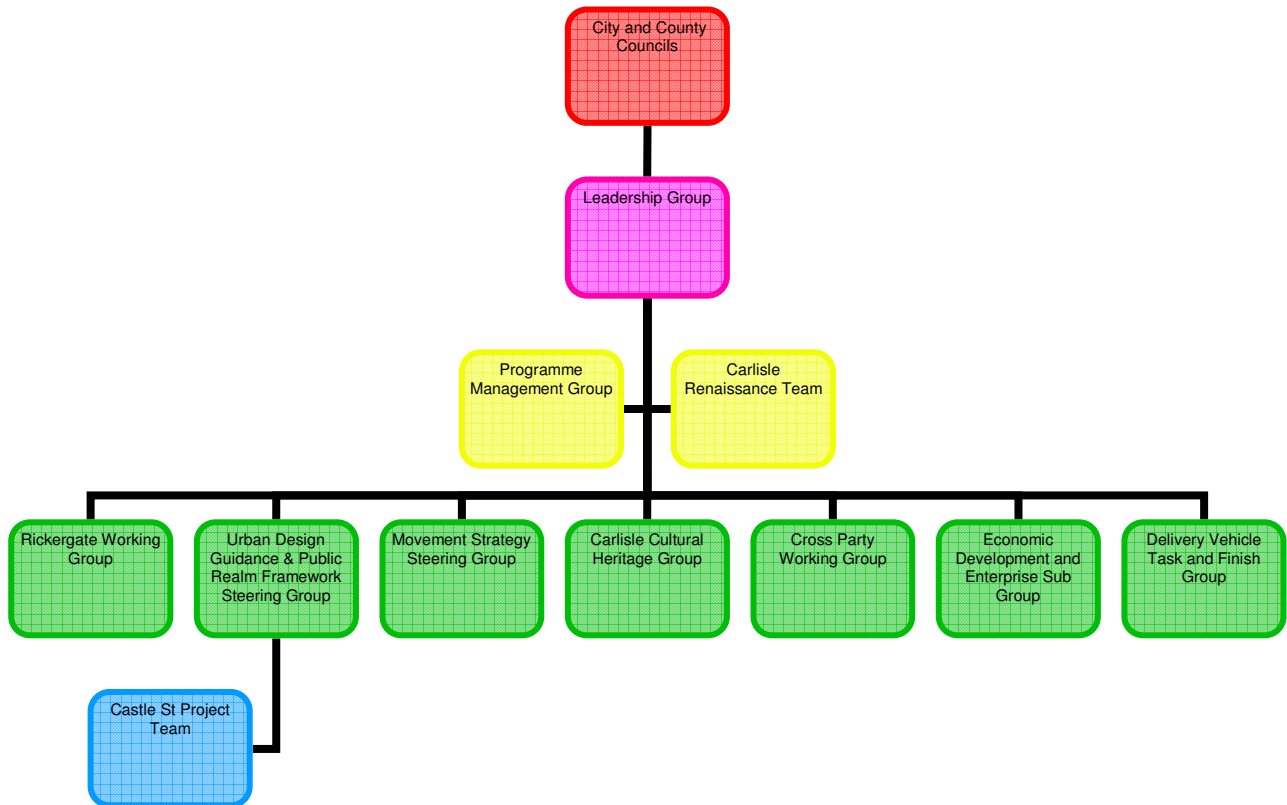 City and County
Councils
Leadership Group
Programme
Management Group
Carlisle
Renaissance Team
Rickergate Working
Group
Urban Design
Guidance & Public
Realm Framework
Steering Group
Movement Strategy
Steering Group
Carlisle Cultural
Heritage Group
Cross Party
Working Group
Economic
Development and
Enterprise Sub
Group
Delivery Vehicle
Task and Finish
Group
Castle St Project
Team